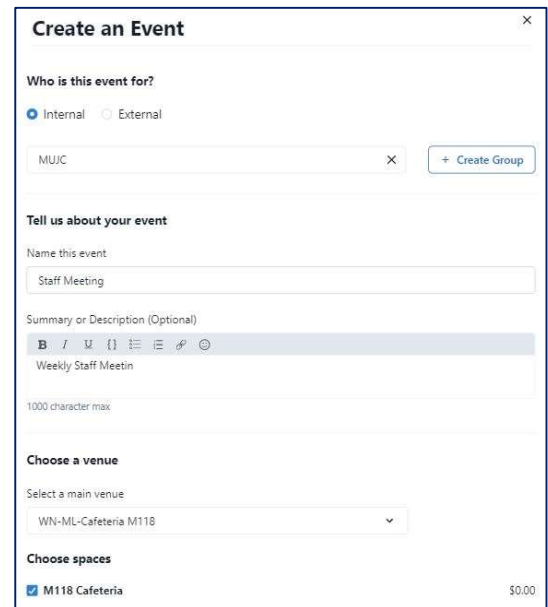 Create an Event
Who is this event for?
Internal External
MUJC + Create Group
Tell us about your event
Name this event
Staff Meeting
Summary or Description (Optional)
B I U {}
Weekly Staff Meetin
1000 character max
Choose a venue
Select a main venue
WN-ML-Cafeteria M118
Choose spaces
M118 Cafeteria $0.00